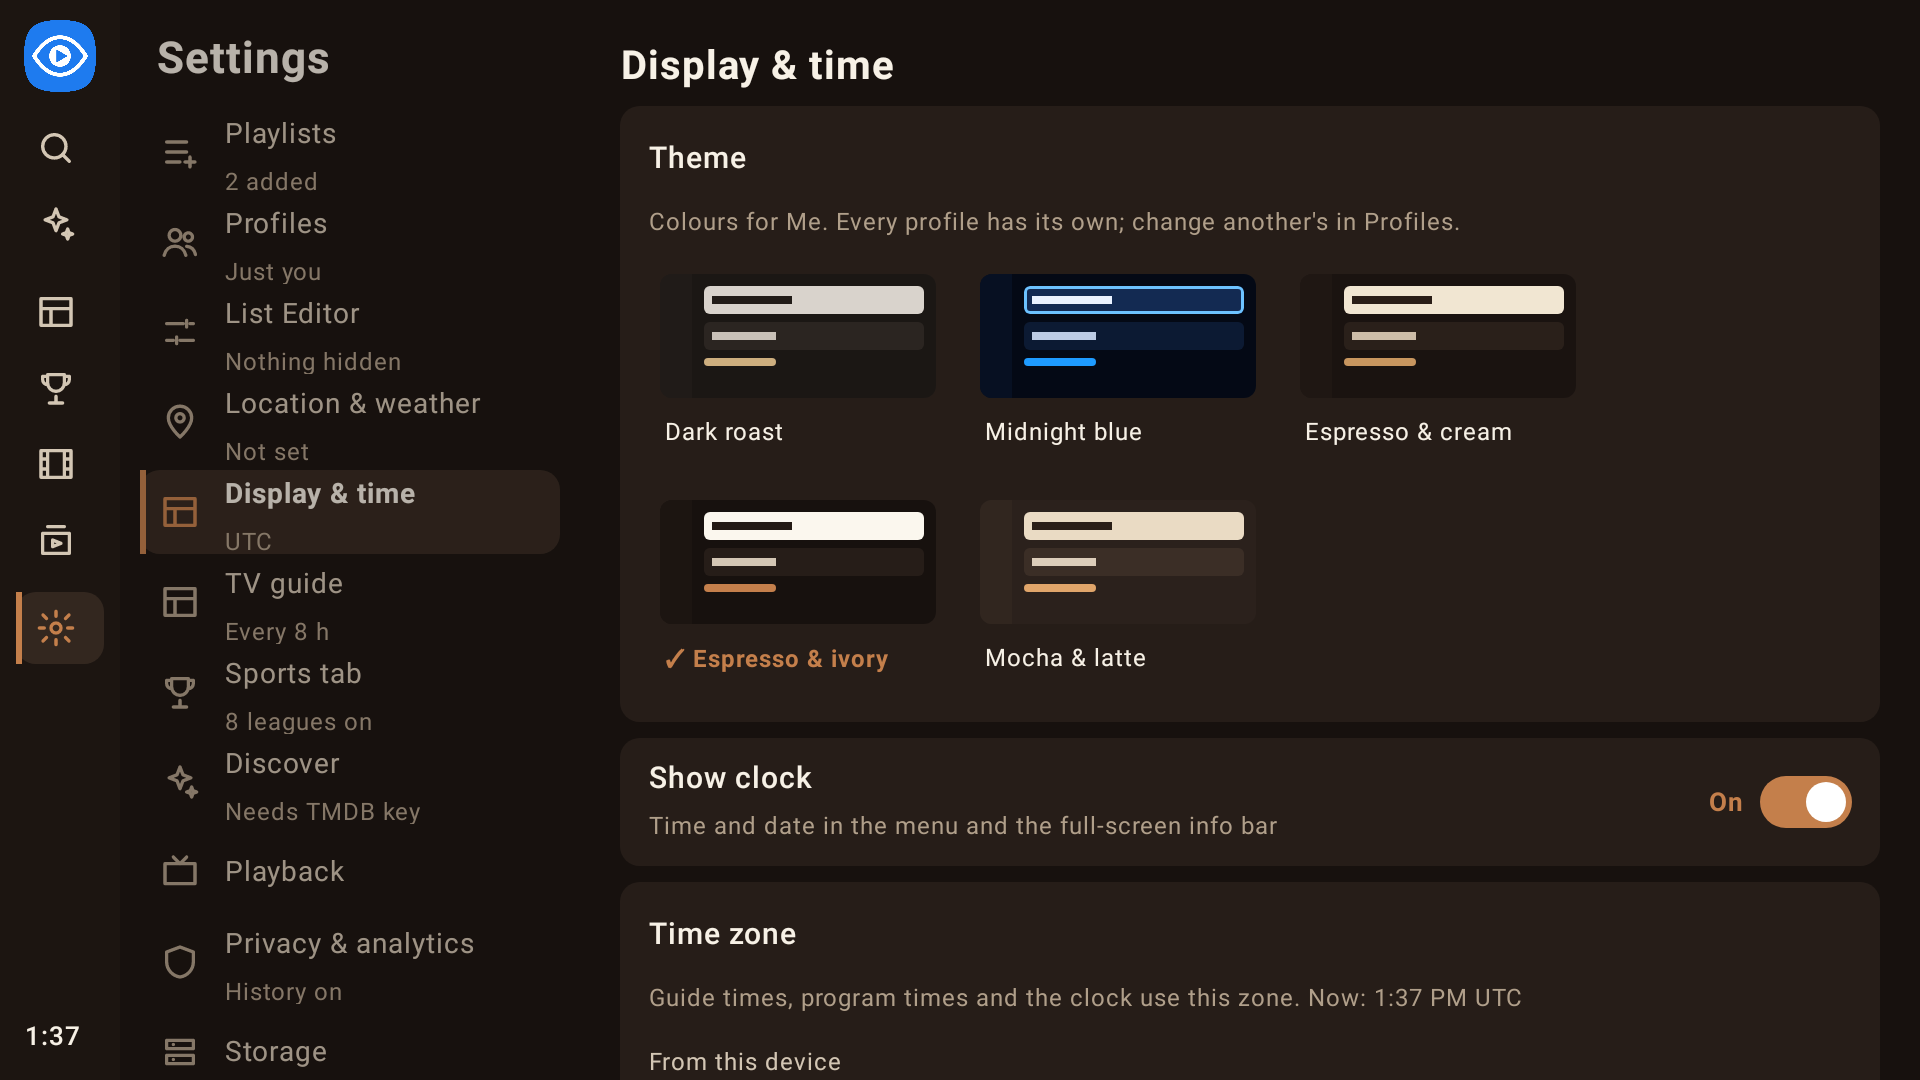 Settings
Playlists
2 added
Profiles
Just you
List Editor
Nothing hidden
Location & weather
Not set
Display & time
UTC
TV guide
Every 8 h
Sports tab
8 leagues on
Discover
Needs TMDB key
Playback
Privacy & analytics
History on
Storage
1:37
Display & time
Theme
Colours for Me. Every profile has its own; change another's in Profiles.
Dark roast
Midnight blue
Espresso & cream
✓ Espresso & ivory
Mocha & latte
Show clock
Time and date in the menu and the full-screen info bar
On
Time zone
Guide times, program times and the clock use this zone. Now: 1:37 PM UTC
From this device